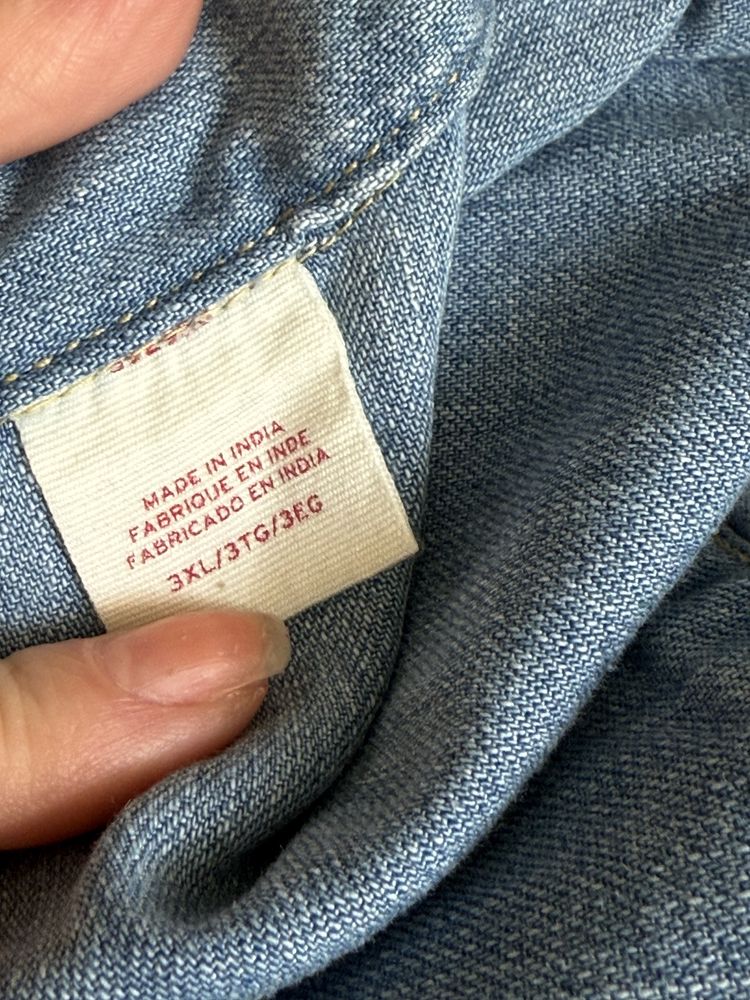 MADE IN INDIA
FABRIQUE EN INDE
FABRICADO EN INDIA
3XL/3TG/3EG